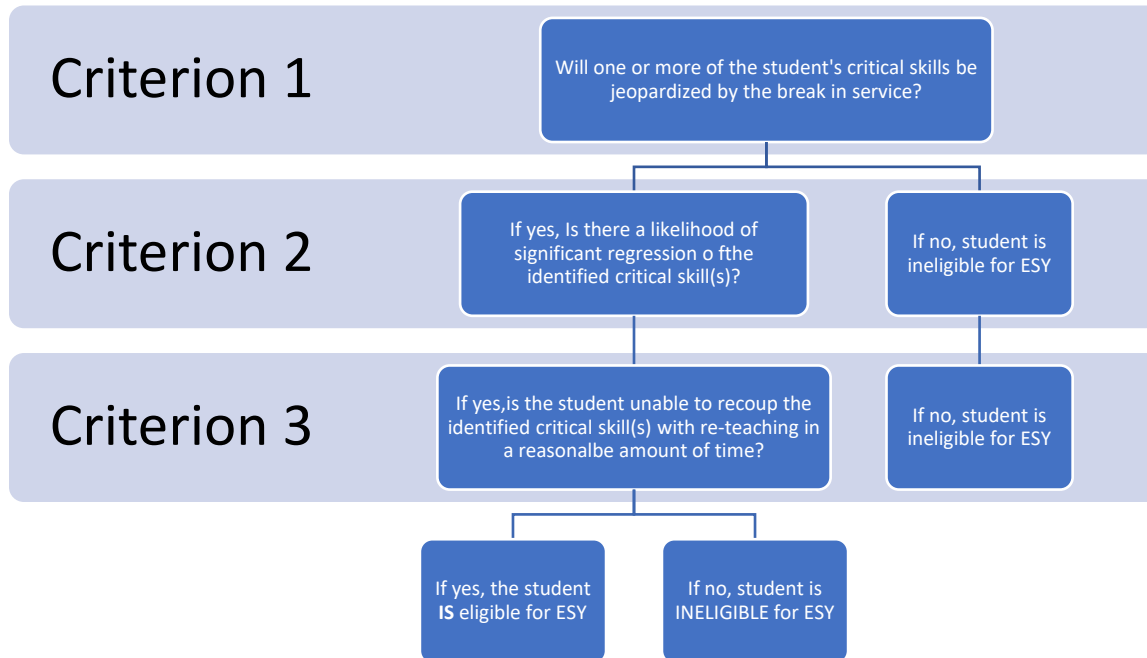 Criterion 1
Will one or more of the student's critical skills be
jeopardized by the break in service?
Criterion 2
If yes, Is there a likelihood of
significant regression o fthe
identified critical skill(s)?
If no, student is
ineligible for ESY
Criterion 3
If yes,is the student unable to recoup the
identified critical skill(s) with re-teaching in
a reasonalbe amount of time?
If no, student is
ineligible for ESY
If yes, the student
IS eligible for ESY
If no, student is
INELIGIBLE for ESY